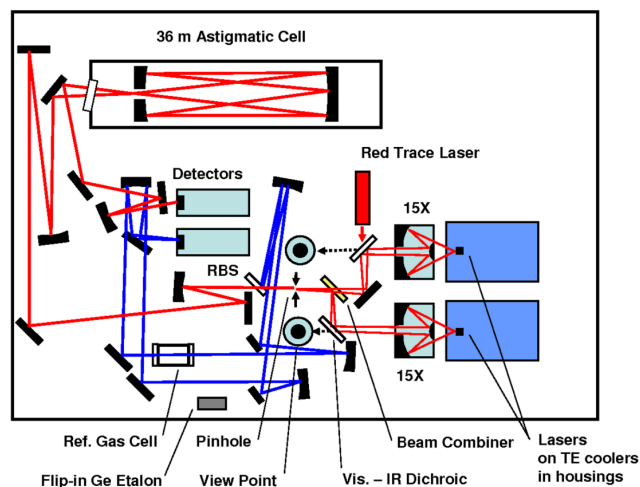 36 m Astigmatic Cell
Red Trace Laser
Detectors
15X
RBS
15X
Ref. Gas Cell
Pinhole
Beam Combiner
Lasers
on TE coolers
in housings
Flip-in Ge Etalon
View Point
Vis. – IR Dichroic